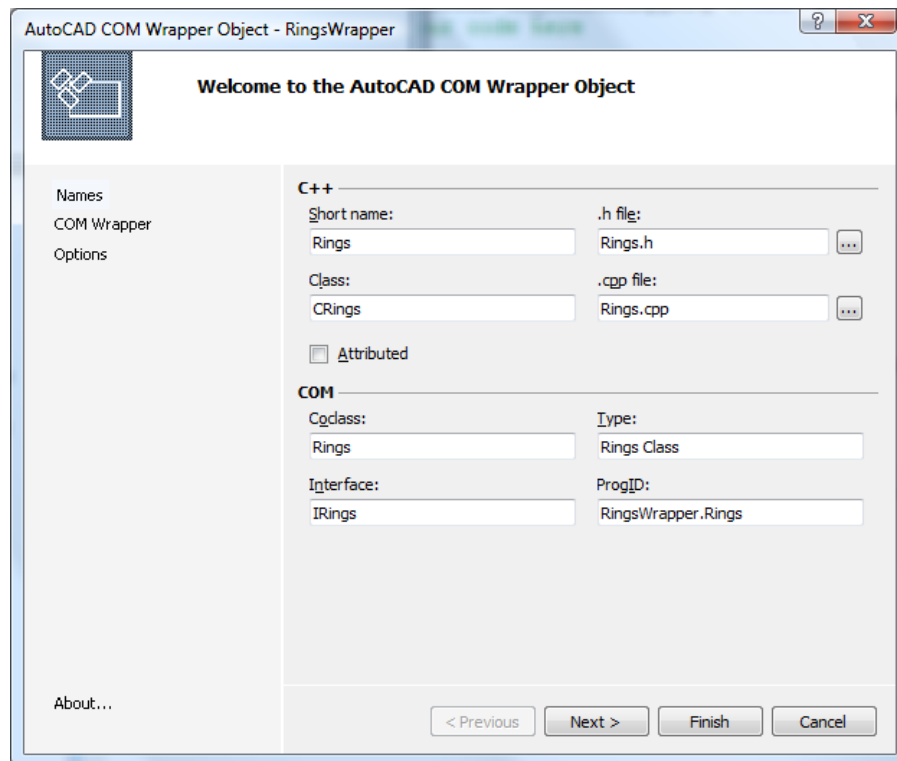 AutoCAD COM Wrapper Object - RingsWrapper
Welcome to the AutoCAD COM Wrapper Object
Names
COM Wrapper
Options
About...
C++
Short name:
.h file:
Rings
Rings.h
...
Class:
.cpp file:
CRings
Rings.cpp
...
Attributed
COM
Coclass:
Type:
Rings
Rings Class
Interface:
ProgID:
IRings
RingsWrapper.Rings
< Previous
Next >
Finish
Cancel